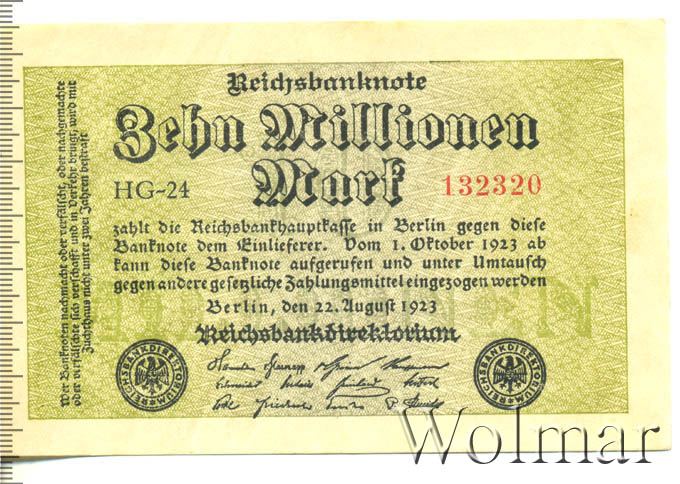 Reichsbanknote
Zehn Millionen
Mark
HG-24
132320
zahlt die Reichsbankhauptkasse in Berlin gegen diese
Banknote dem Einlieferer. Vom 1. Oktober 1923 ab
kann diese Banknote aufgerufen und unter Umtausch
gegen andere gesetzliche Zahlungsmittel eingezogen werden
Berlin, den 22. August 1923
Reichsbankdirektorium
REICHSBANKDIREKTORIUM
REICHSBANKDIREKTORIUM
Wer Banknoten nachmacht oder verfälscht, oder nachgemachte
oder verfälschte sich verschafft und in Verkehr bringt, wird mit
Zuchthaus nicht unter zwei Jahren bestraft
Wolmar